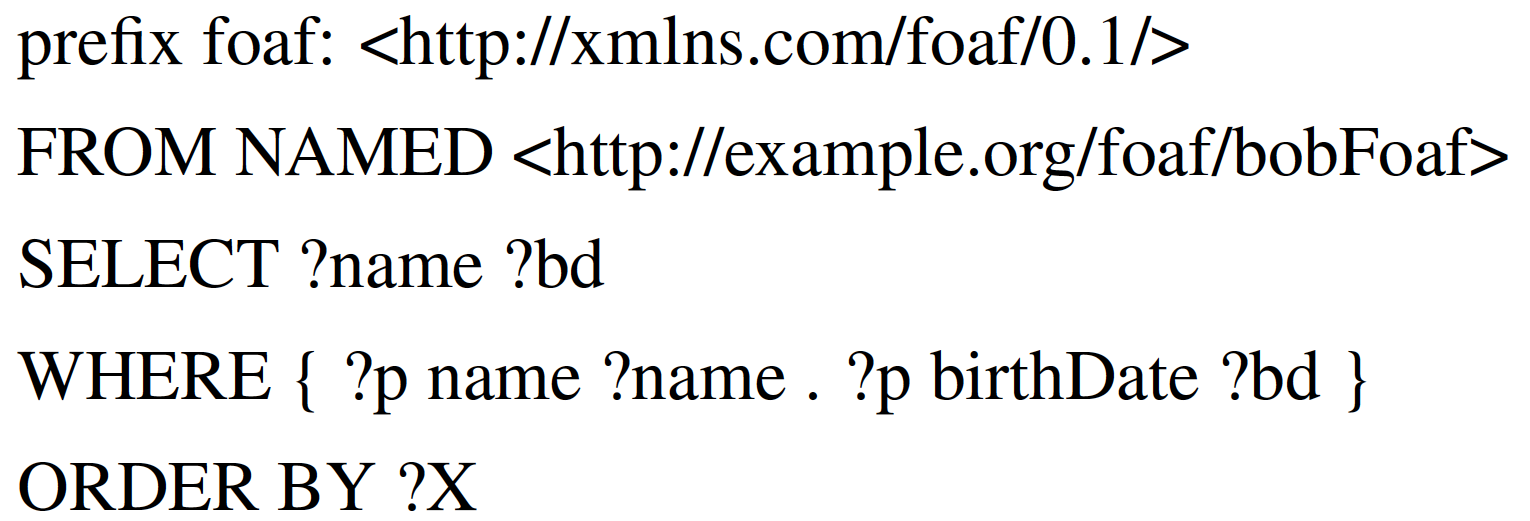 prefix foaf: <http://xmlns.com/foaf/0.1/>
FROM NAMED <http://example.org/foaf/bobFoaf>
SELECT ?name ?bd
WHERE { ?p name ?name . ?p birthDate ?bd }
ORDER BY ?X